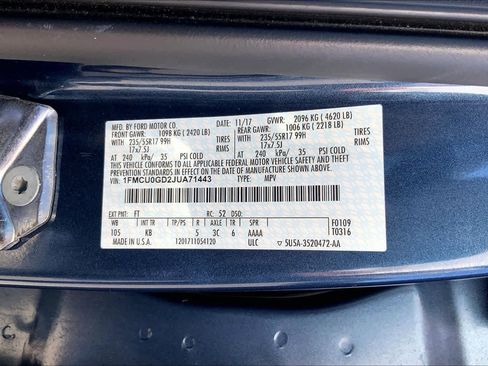 MFD. BY FORD MOTOR CO. 11/17 GVWR: 2096 KG ( 4620 LB)
FRONT GAWR: 1098 KG ( 2420 LB) REAR GAWR: 1006 KG ( 2218 LB)
WITH 235/55R17 99H TIRES WITH 235/55R17 99H TIRES
17x7.5J RIMS 17x7.5J RIMS
AT 240 kPa/ 35 PSI COLD AT 240 kPa/ 35 PSI COLD
THIS VEHICLE CONFORMS TO ALL APPLICABLE FEDERAL MOTOR VEHICLE SAFETY AND THEFT
PREVENTION STANDARDS IN EFFECT ON THE DATE OF MANUFACTURE SHOWN ABOVE.
VIN: 1FMCU0GD2JUA71443 TYPE: MPV
EXT PNT: FT RC: 52 DSO: F0109
WB INT TR TP/PS R AXLE TR SPR T0316
105 KB 5 3C 6 AAAA
MADE IN U.S.A. 1201711054120 ULC 5U5A-3520472-AA